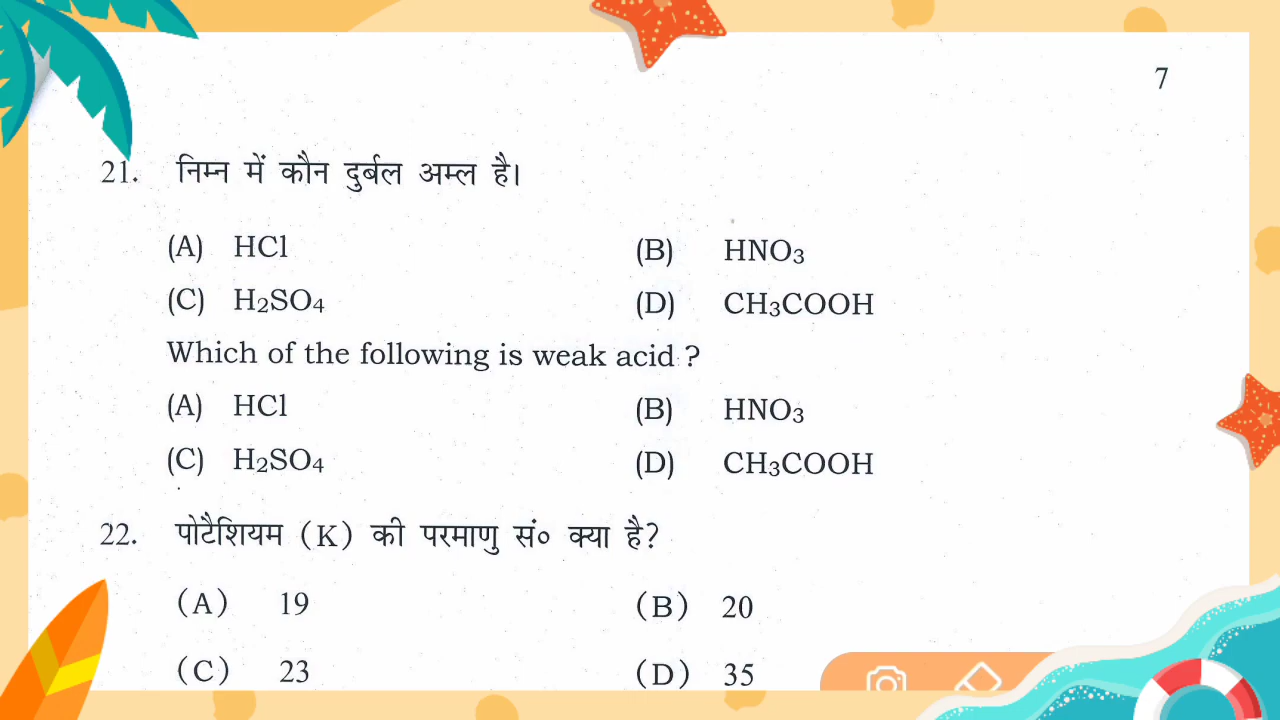 7
21. निम्न में कौन दुर्बल अम्ल है।
(A) HCl (B) HNO₃
(C) H₂SO₄ (D) CH₃COOH
Which of the following is weak acid ?
(A) HCl (B) HNO₃
(C) H₂SO₄ (D) CH₃COOH
22. पोटैशियम (K) की परमाणु सं० क्या है?
(A) 19 (B) 20
(C) 23 (D) 35